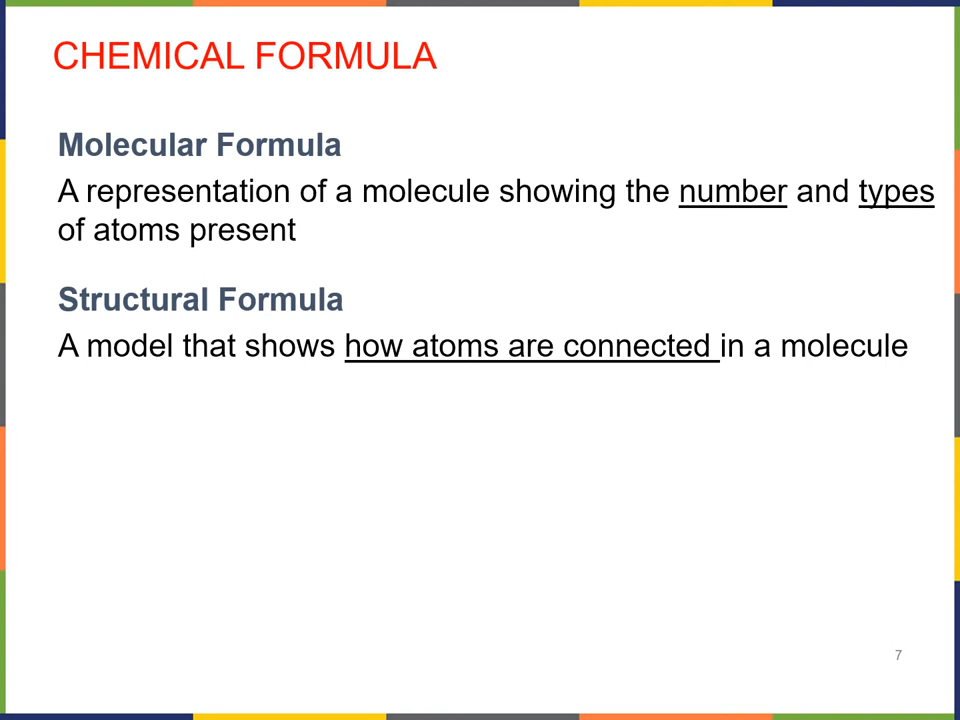 CHEMICAL FORMULA
Molecular Formula
A representation of a molecule showing the number and types
of atoms present
Structural Formula
A model that shows how atoms are connected in a molecule
7